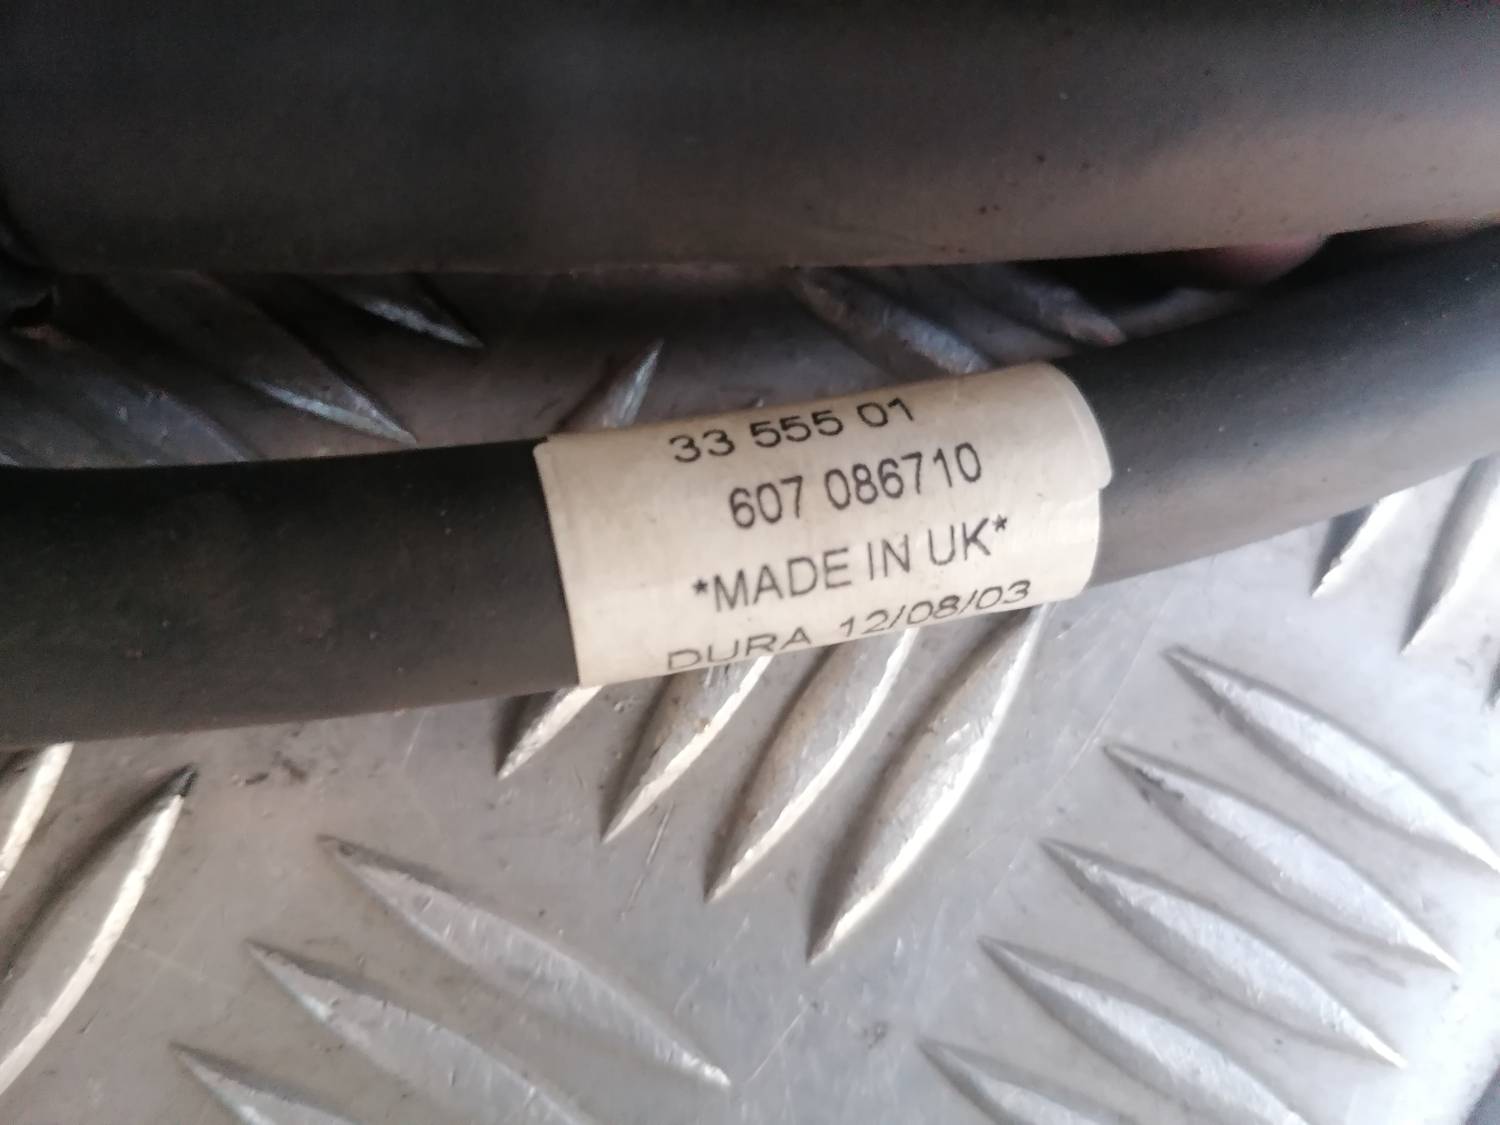 33 555 01
607 086710
*MADE IN UK*
DURA 12/08/03